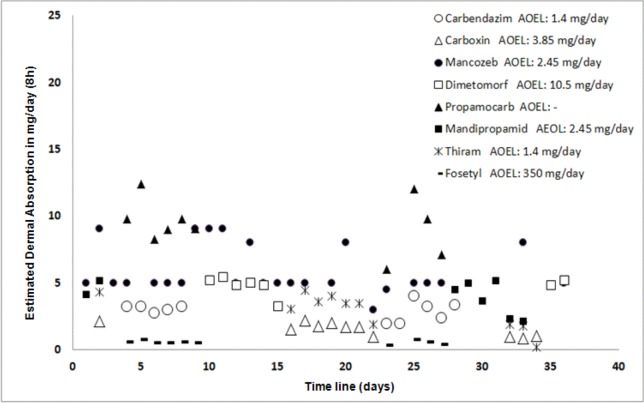 25
20
15
10
5
0
Estimated Dermal Absorption in mg/day (8h)
Carbendazim AOEL: 1.4 mg/day
Carboxin AOEL: 3.85 mg/day
Mancozeb AOEL: 2.45 mg/day
Dimetomorf AOEL: 10.5 mg/day
Propamocarb AOEL: -
Mandipropamid AEOL: 2.45 mg/day
Thiram AOEL: 1.4 mg/day
Fosetyl AOEL: 350 mg/day
0 5 10 15 20 25 30 35 40
Time line (days)